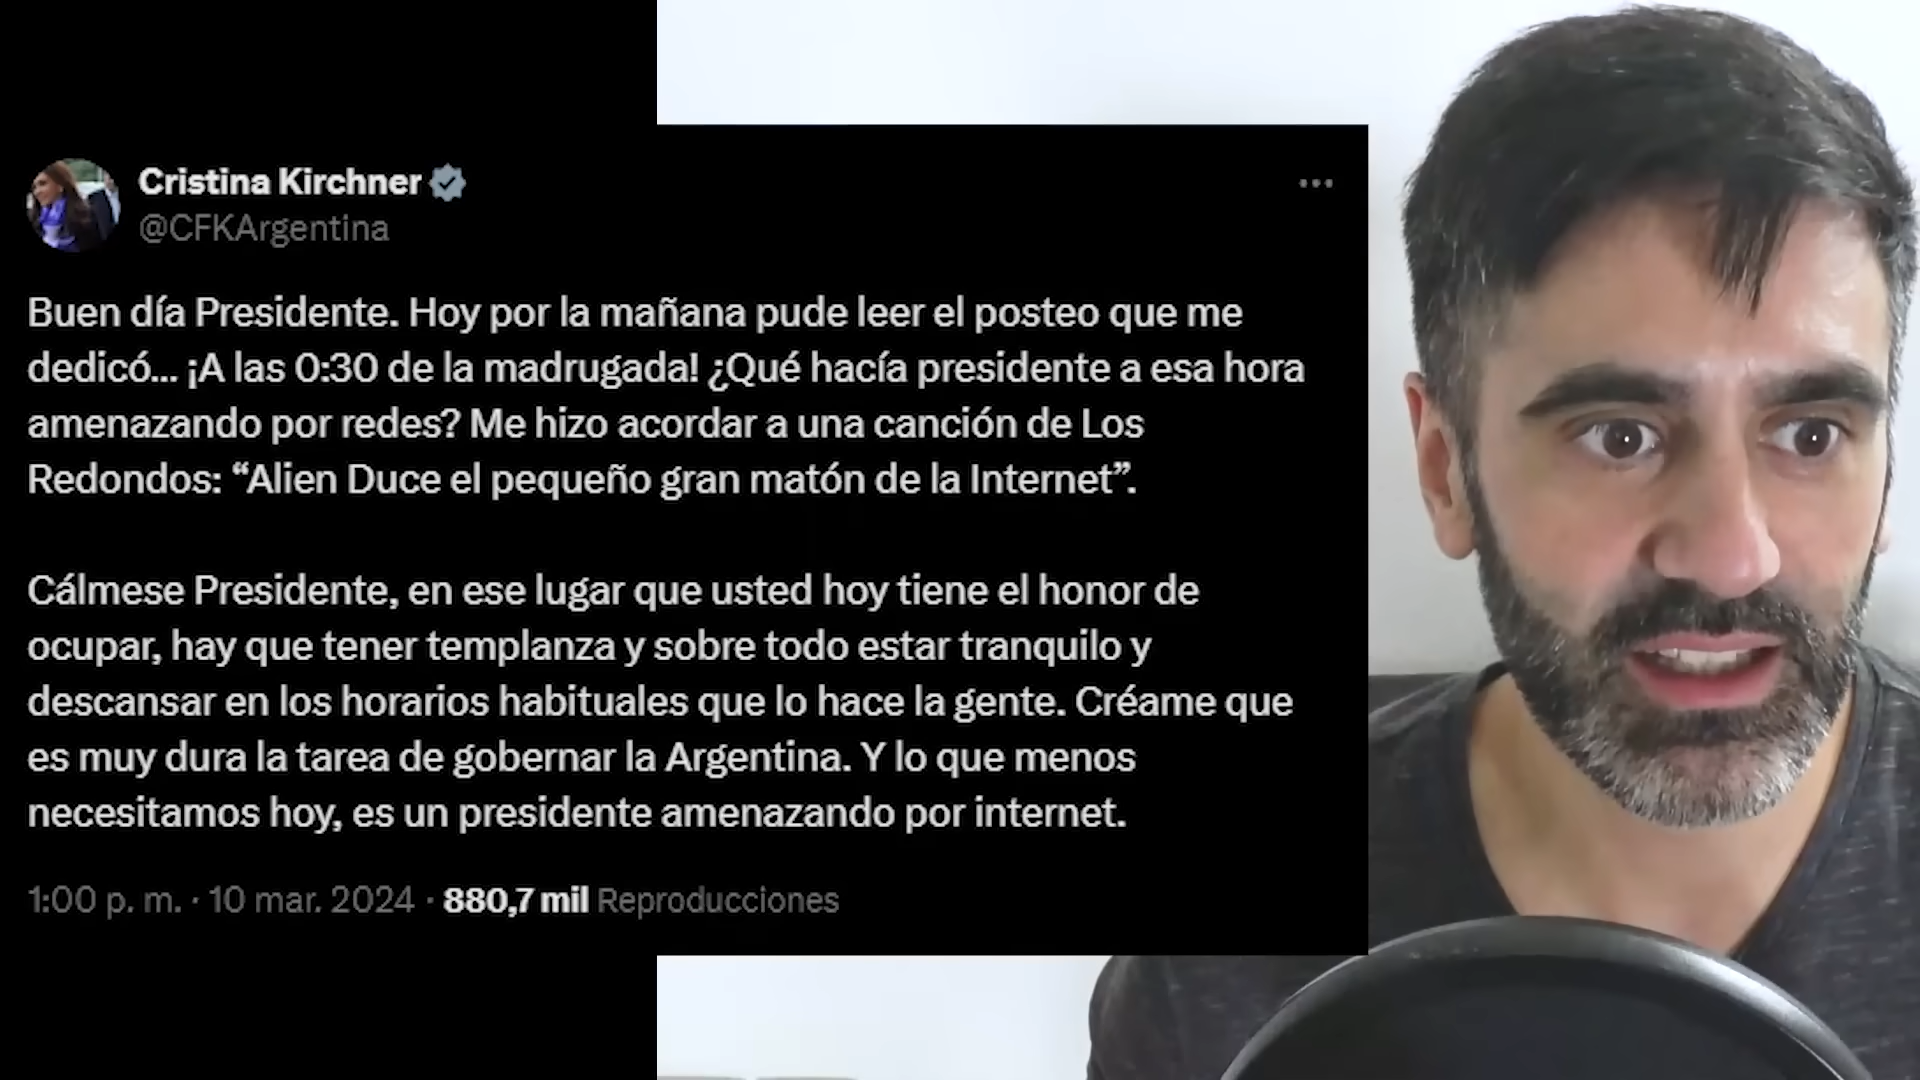 Cristina Kirchner
@CFKArgentina
Buen día Presidente. Hoy por la mañana pude leer el posteo que me
dedicó... ¡A las 0:30 de la madrugada! ¿Qué hacía presidente a esa hora
amenazando por redes? Me hizo acordar a una canción de Los
Redondos: “Alien Duce el pequeño gran matón de la Internet”.
Cálmese Presidente, en ese lugar que usted hoy tiene el honor de
ocupar, hay que tener templanza y sobre todo estar tranquilo y
descansar en los horarios habituales que lo hace la gente. Créame que
es muy dura la tarea de gobernar la Argentina. Y lo que menos
necesitamos hoy, es un presidente amenazando por internet.
1:00 p. m. · 10 mar. 2024 · 880,7 mil Reproducciones